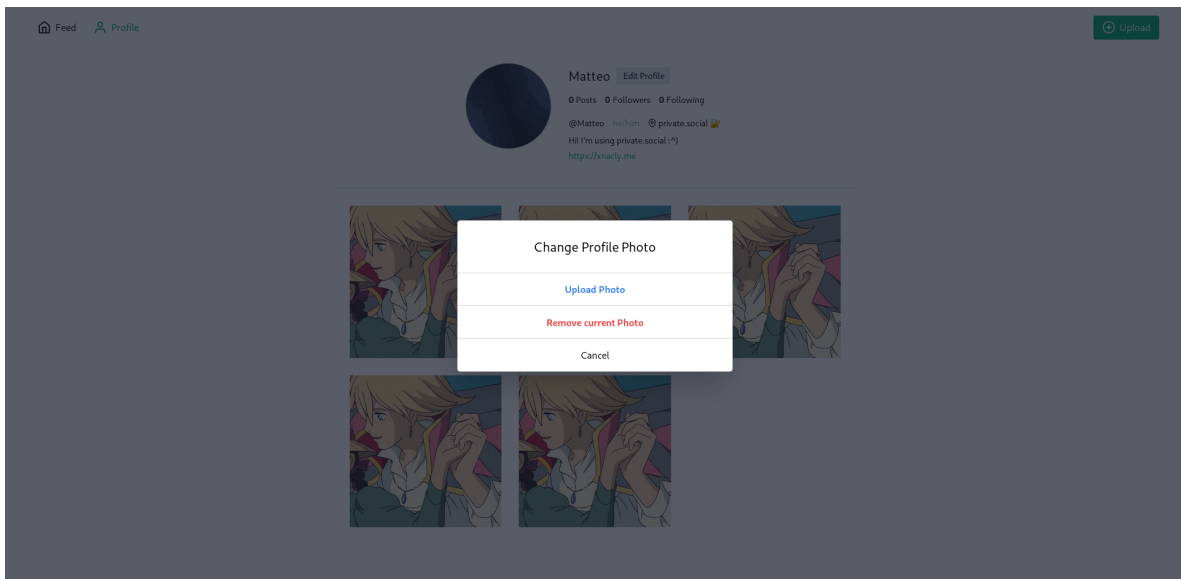 Feed Profile Upload
Matteo Edit Profile
0 Posts 0 Followers 0 Following
@Matteo he/him private.social 🔐
Hi! I'm using private.social :^)
https://xnacly.me
Change Profile Photo
Upload Photo
Remove current Photo
Cancel